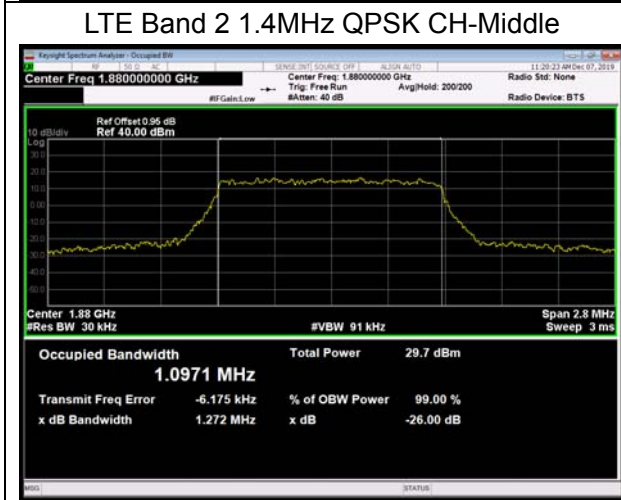 LTE Band 2 1.4MHz QPSK CH-Middle
Keysight Spectrum Analyzer - Occupied BW
RF 50 Ω AC SENSE:INT SOURCE OFF ALIGN AUTO 11:20:23 AM Dec 07, 2019
Center Freq 1.880000000 GHz Center Freq: 1.880000000 GHz Radio Std: None
Trig: Free Run Avg|Hold: 200/200
#IFGain:Low #Atten: 40 dB Radio Device: BTS
Ref Offset 0.95 dB
10 dB/div Ref 40.00 dBm
Log
30.0
20.0
10.0
0.00
-10.0
-20.0
-30.0
-40.0
-50.0
Center 1.88 GHz Span 2.8 MHz
#Res BW 30 kHz #VBW 91 kHz Sweep 3 ms
Occupied Bandwidth Total Power 29.7 dBm
1.0971 MHz
Transmit Freq Error -6.175 kHz % of OBW Power 99.00 %
x dB Bandwidth 1.272 MHz x dB -26.00 dB
MSG STATUS